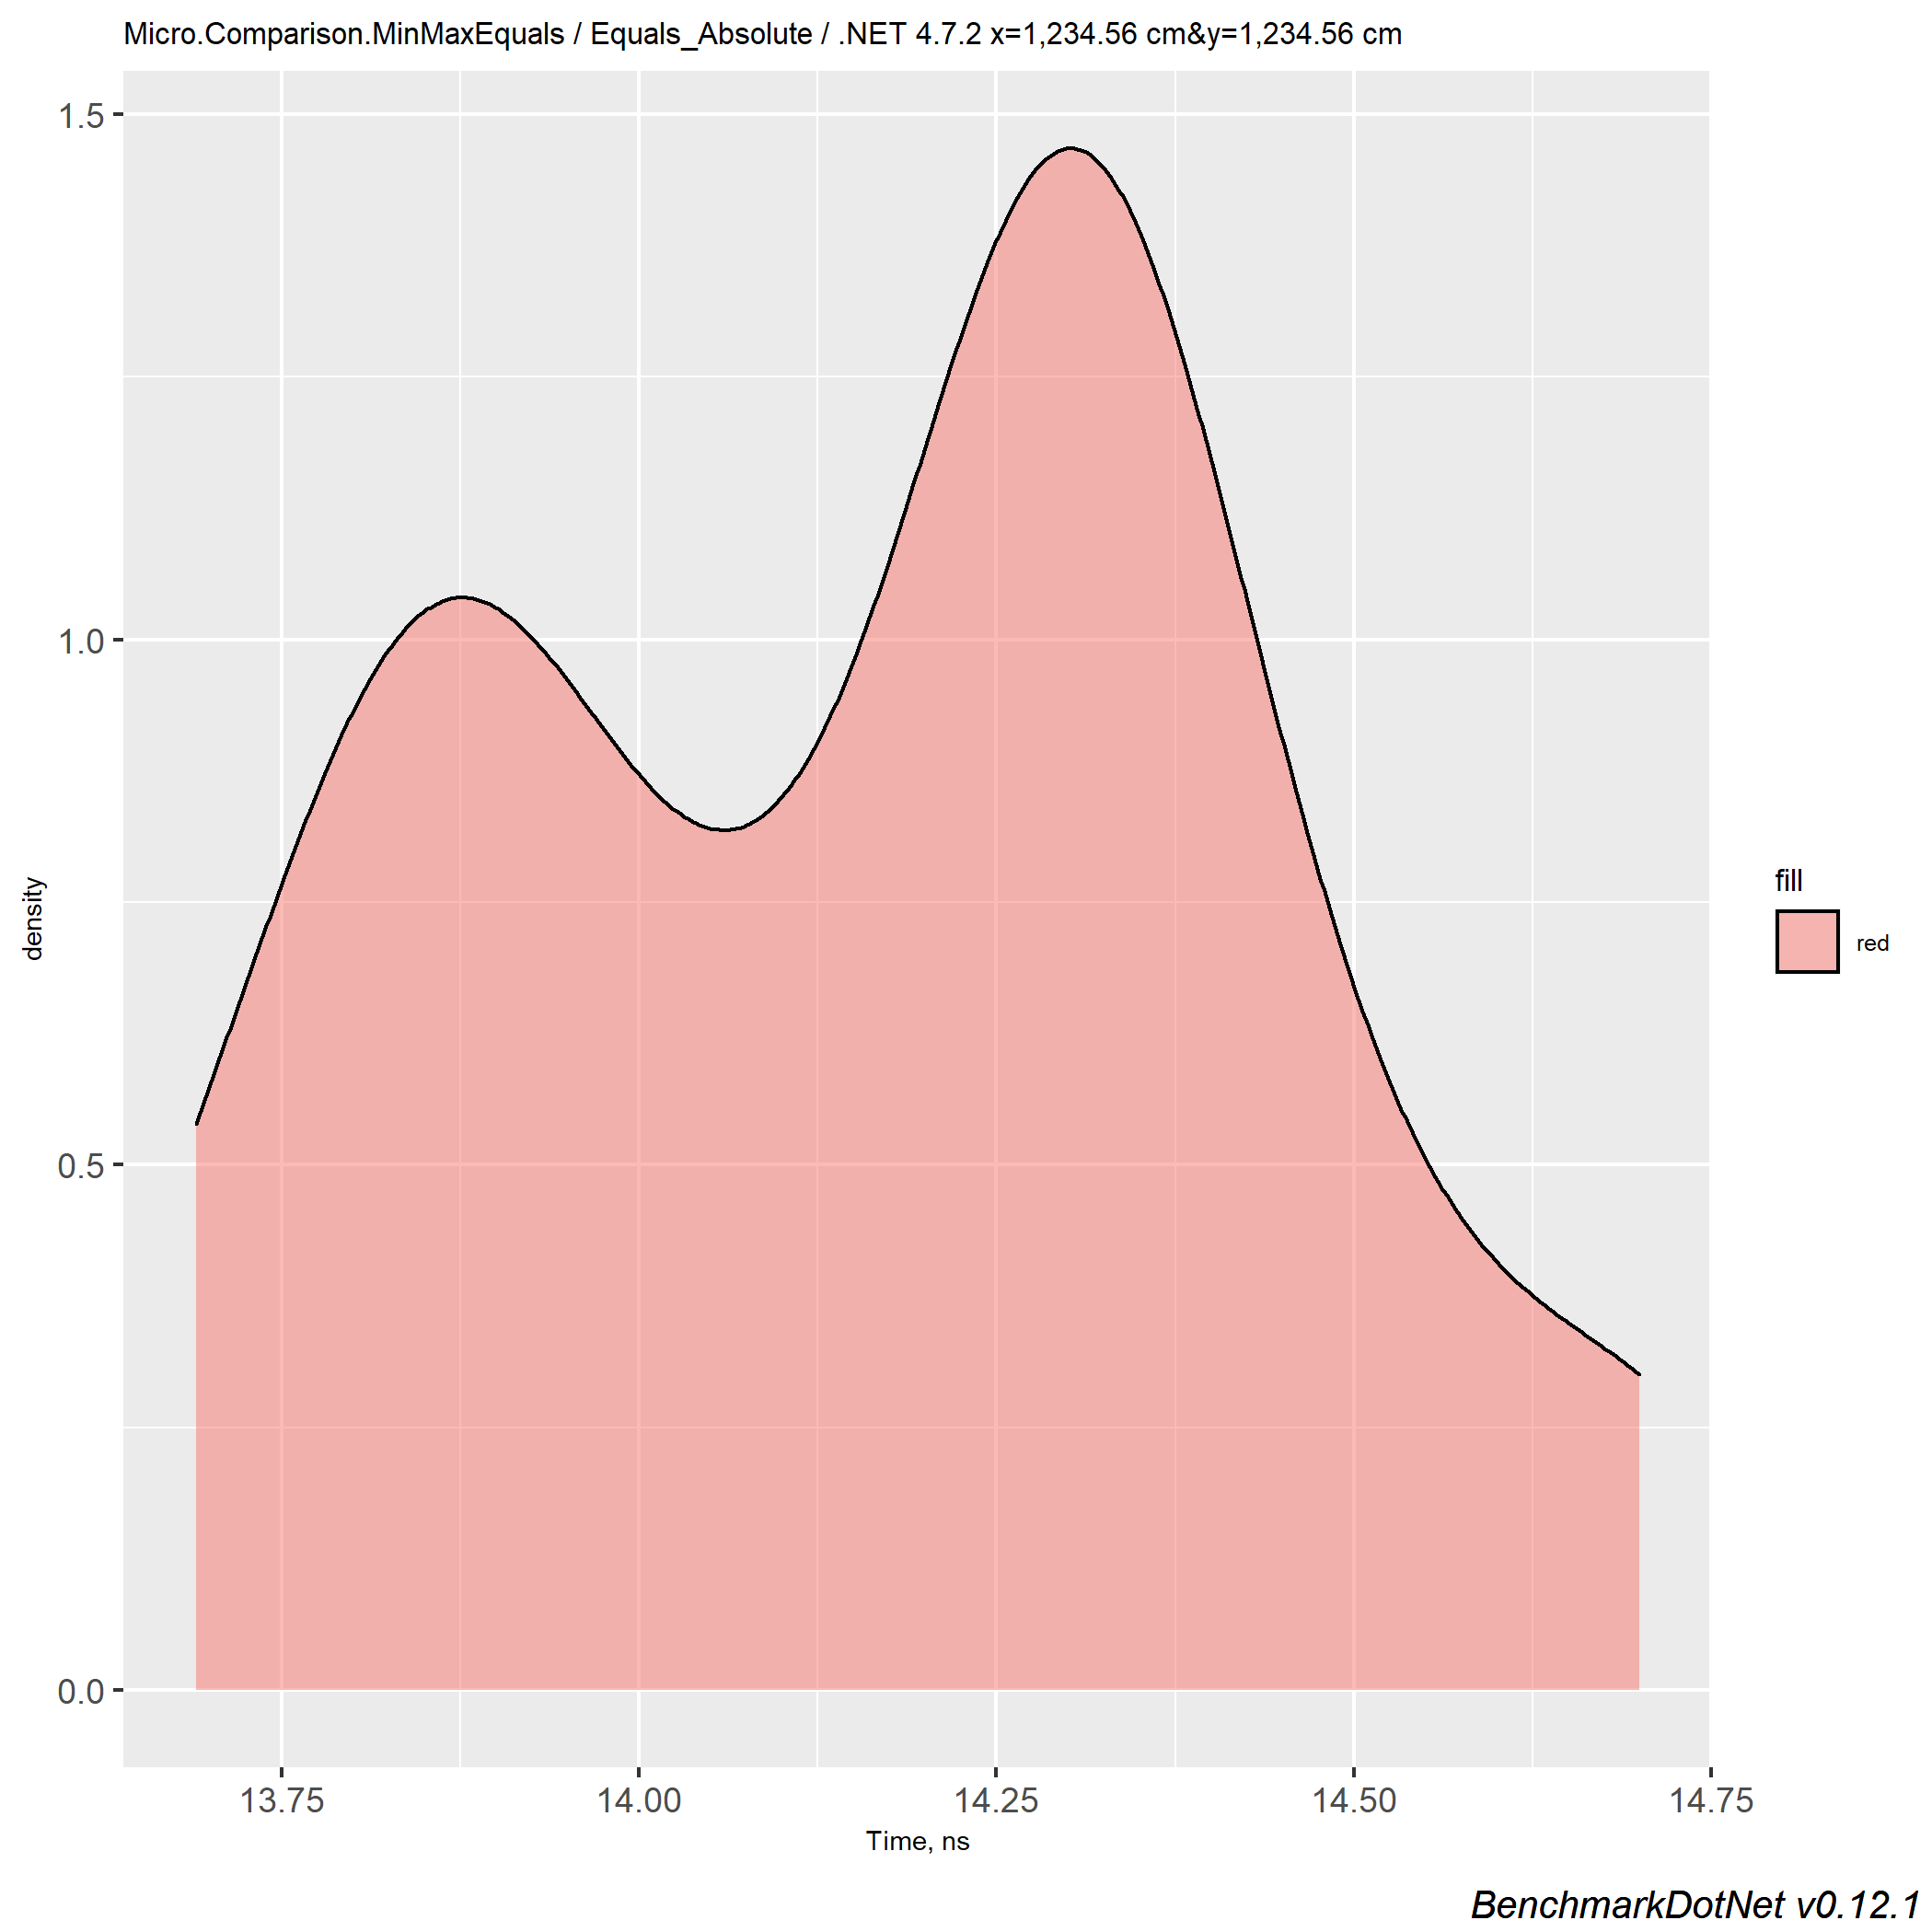 Micro.Comparison.MinMaxEquals / Equals_Absolute / .NET 4.7.2 x=1,234.56 cm&y=1,234.56 cm
1.5
1.0
0.5
0.0
density
13.75 14.00 14.25 14.50 14.75
Time, ns
fill
red
BenchmarkDotNet v0.12.1